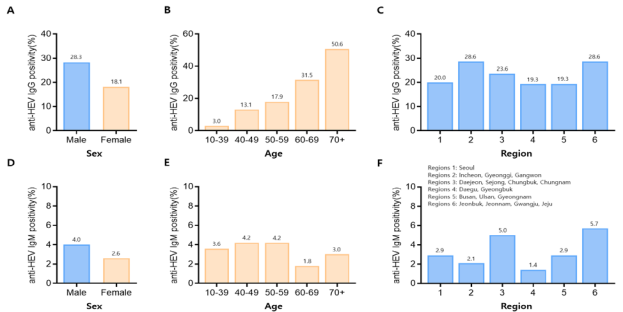 A
anti-HEV IgG positivity(%)
40
30
20
10
0
28.3
18.1
Male Female
Sex
B
anti-HEV IgG positivity(%)
60
40
20
0
3.0
13.1
17.9
31.5
50.6
10-39 40-49 50-59 60-69 70+
Age
C
anti-HEV IgG positivity(%)
40
30
20
10
0
20.0
28.6
23.6
19.3
19.3
28.6
1 2 3 4 5 6
Region
D
anti-HEV IgM positivity(%)
10
8
6
4
2
0
4.0
2.6
Male Female
Sex
E
anti-HEV IgM positivity(%)
10
8
6
4
2
0
3.6
4.2
4.2
1.8
3.0
10-39 40-49 50-59 60-69 70+
Age
F
Regions 1: Seoul
Regions 2: Incheon, Gyeonggi, Gangwon
Regions 3: Daejeon, Sejong, Chungbuk, Chungnam
Regions 4: Daegu, Gyeongbuk
Regions 5: Busan, Ulsan, Gyeongnam
Regions 6: Jeonbuk, Jeonnam, Gwangju, Jeju
anti-HEV IgM positivity(%)
10
8
6
4
2
0
2.9
2.1
5.0
1.4
2.9
5.7
1 2 3 4 5 6
Region